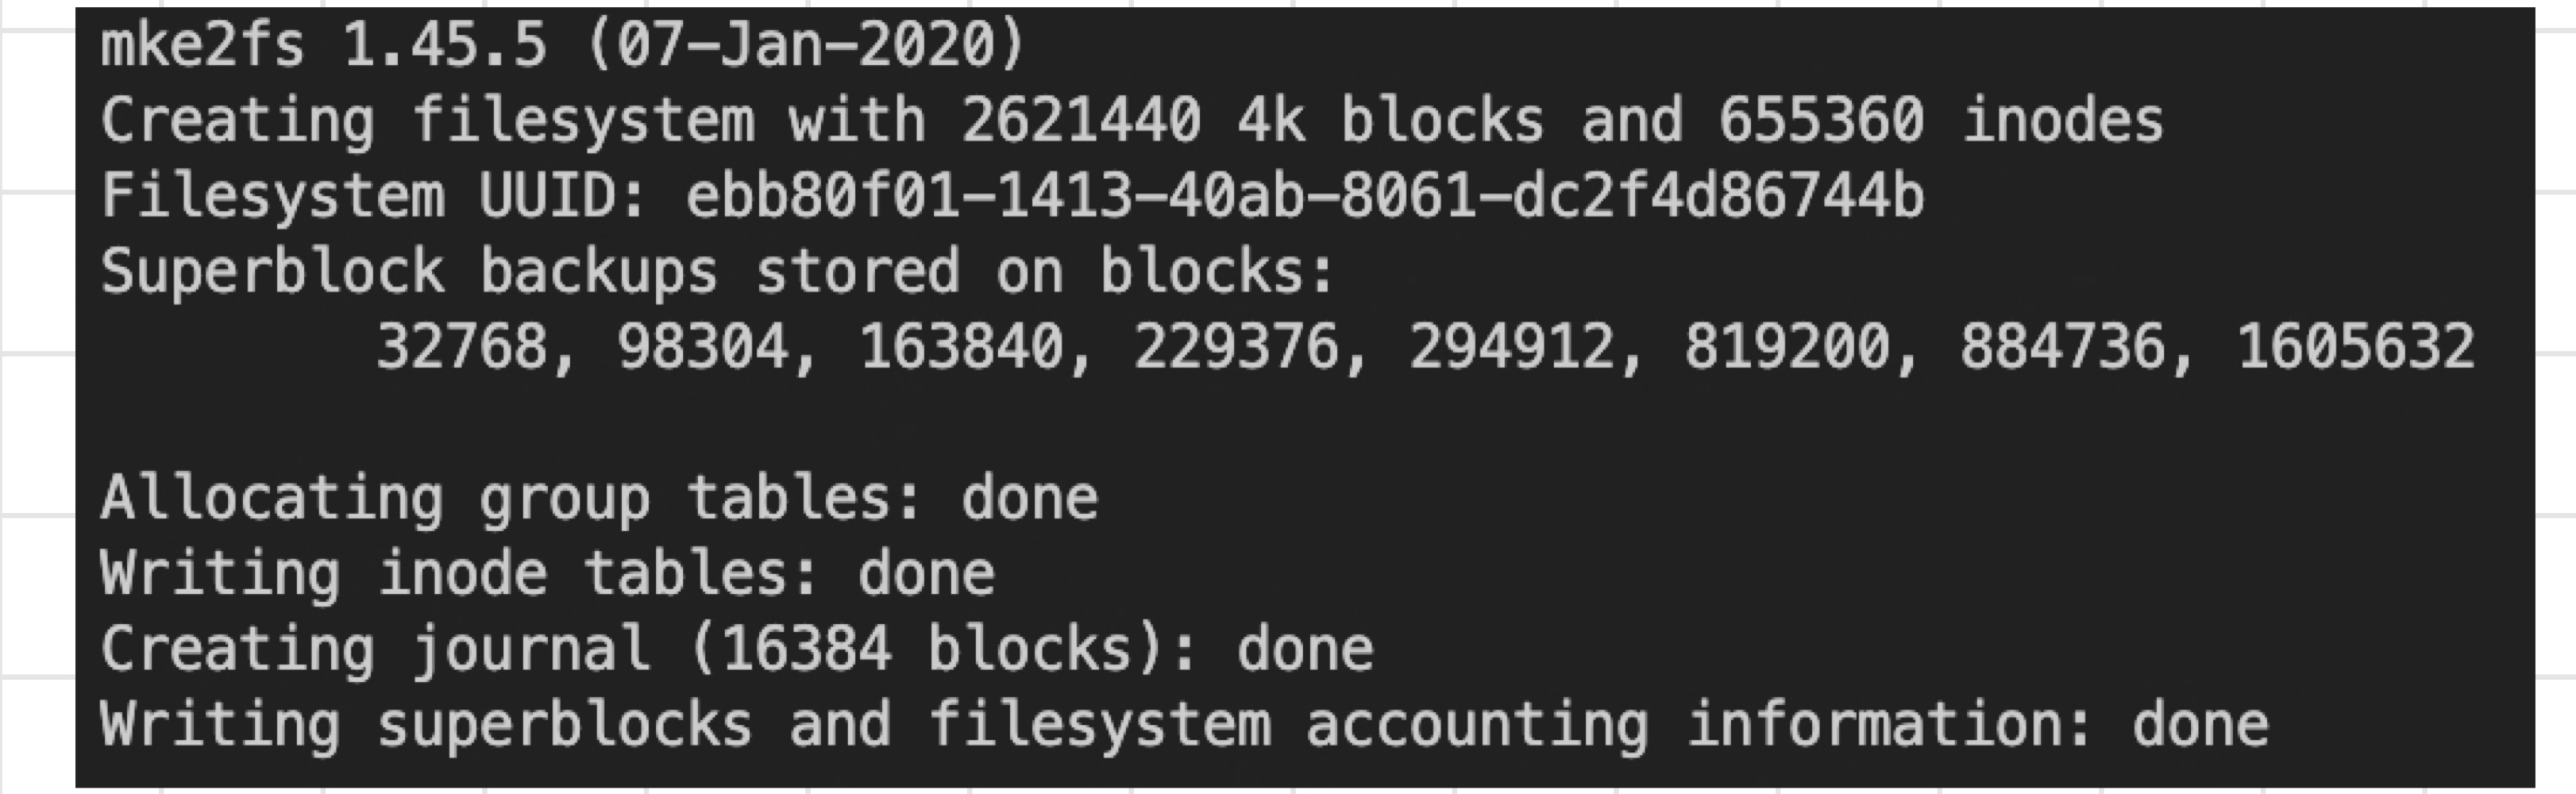 mke2fs 1.45.5 (07-Jan-2020)
Creating filesystem with 2621440 4k blocks and 655360 inodes
Filesystem UUID: ebb80f01-1413-40ab-8061-dc2f4d86744b
Superblock backups stored on blocks:
        32768, 98304, 163840, 229376, 294912, 819200, 884736, 1605632

Allocating group tables: done
Writing inode tables: done
Creating journal (16384 blocks): done
Writing superblocks and filesystem accounting information: done